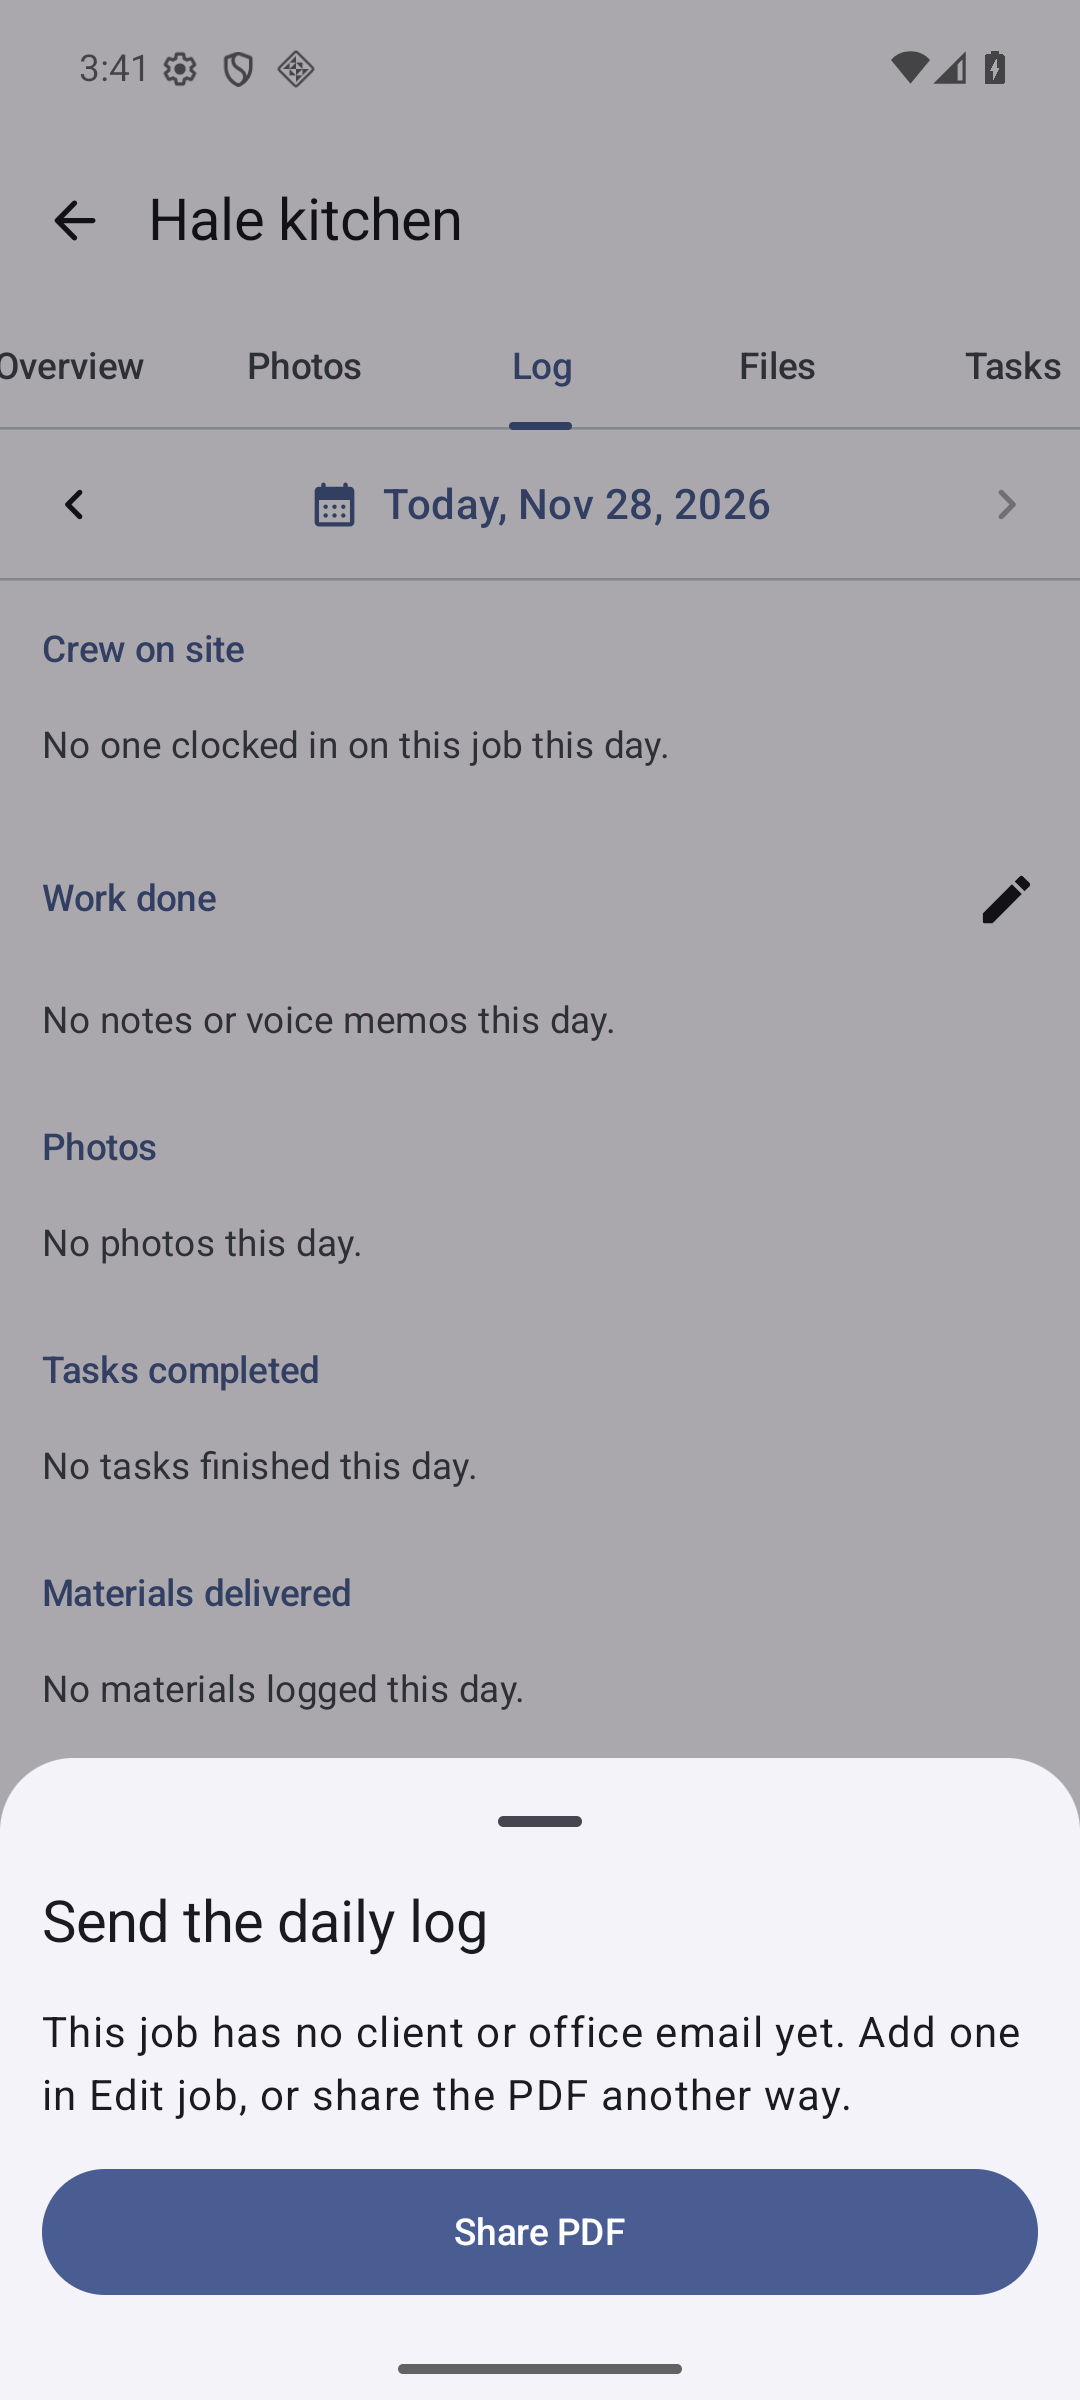 3:41
Hale kitchen
Overview Photos Log Files Tasks
Today, Nov 28, 2026
Crew on site
No one clocked in on this job this day.
Work done
No notes or voice memos this day.
Photos
No photos this day.
Tasks completed
No tasks finished this day.
Materials delivered
No materials logged this day.
Send the daily log
This job has no client or office email yet. Add one
in Edit job, or share the PDF another way.
Share PDF